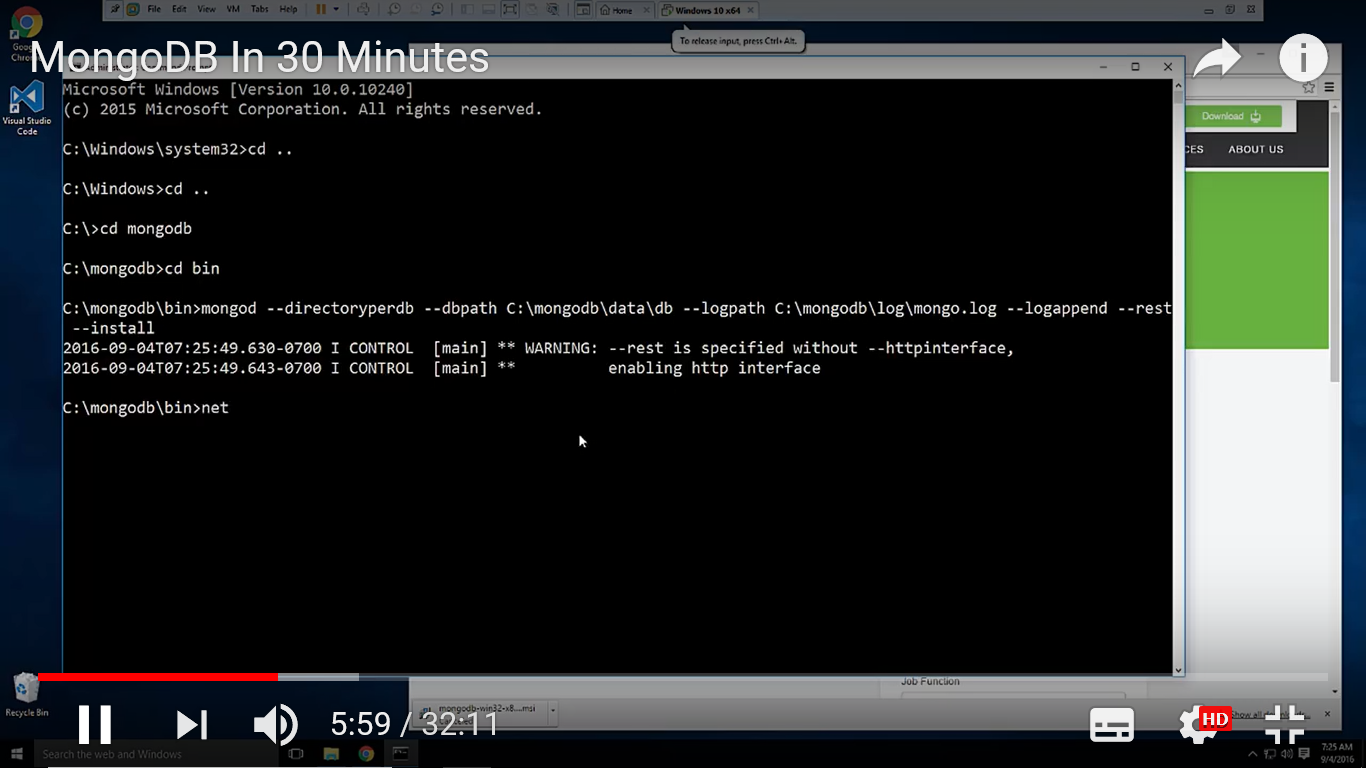 File Edit View VM Tabs Help Home Windows 10 x64
To release input, press Ctrl+Alt.
MongoDB In 30 Minutes
Microsoft Windows [Version 10.0.10240]
(c) 2015 Microsoft Corporation. All rights reserved.
C:\Windows\system32>cd ..
C:\Windows>cd ..
C:\>cd mongodb
C:\mongodb>cd bin
C:\mongodb\bin>mongod --directoryperdb --dbpath C:\mongodb\data\db --logpath C:\mongodb\log\mongo.log --logappend --rest
--install
2016-09-04T07:25:49.630-0700 I CONTROL [main] ** WARNING: --rest is specified without --httpinterface,
2016-09-04T07:25:49.643-0700 I CONTROL [main] ** enabling http interface
C:\mongodb\bin>net
Visual Studio
Code
Download
CES ABOUT US
Job Function
Recycle Bin
mongodb-win32-x8....msi
5:59 / 32:11
HD
Search the web and Windows
7:25 AM
9/4/2016